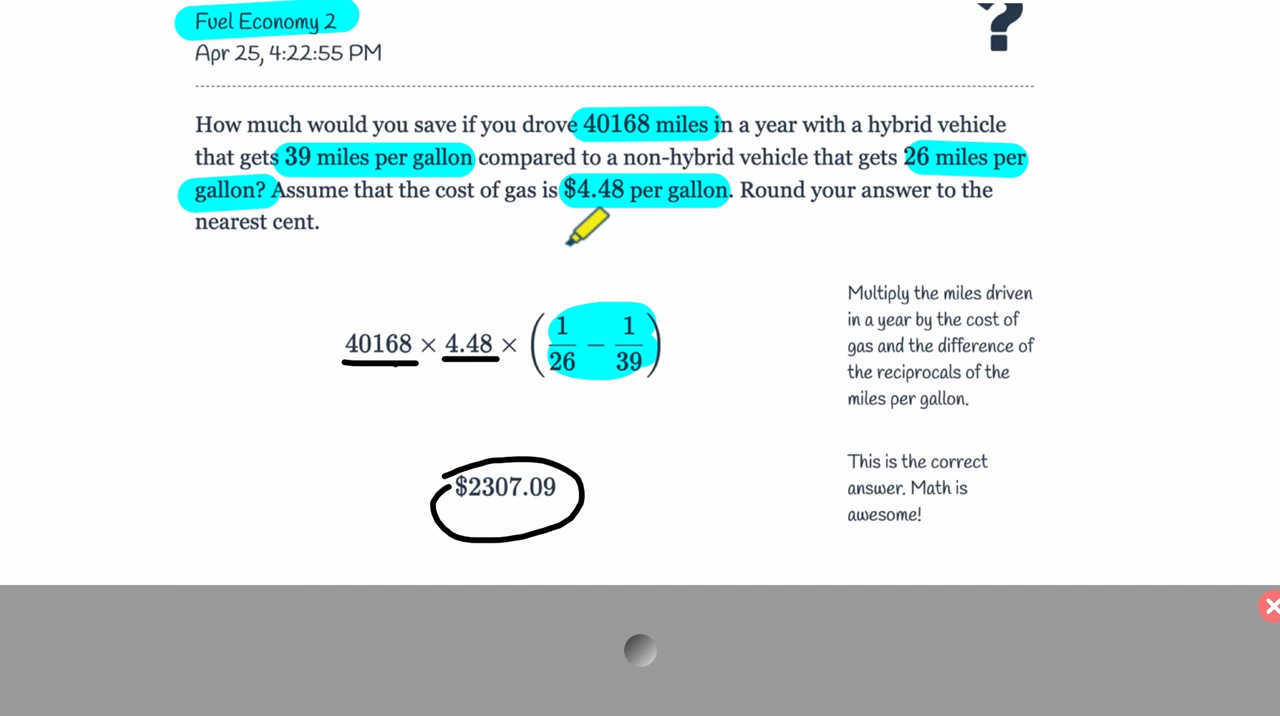 Fuel Economy 2
?
Apr 25, 4:22:55 PM
How much would you save if you drove 40168 miles in a year with a hybrid vehicle
that gets 39 miles per gallon compared to a non-hybrid vehicle that gets 26 miles per
gallon? Assume that the cost of gas is $4.48 per gallon. Round your answer to the
nearest cent.
40168 × 4.48 × (1/26 − 1/39)
Multiply the miles driven
in a year by the cost of
gas and the difference of
the reciprocals of the
miles per gallon.
$2307.09
This is the correct
answer. Math is
awesome!